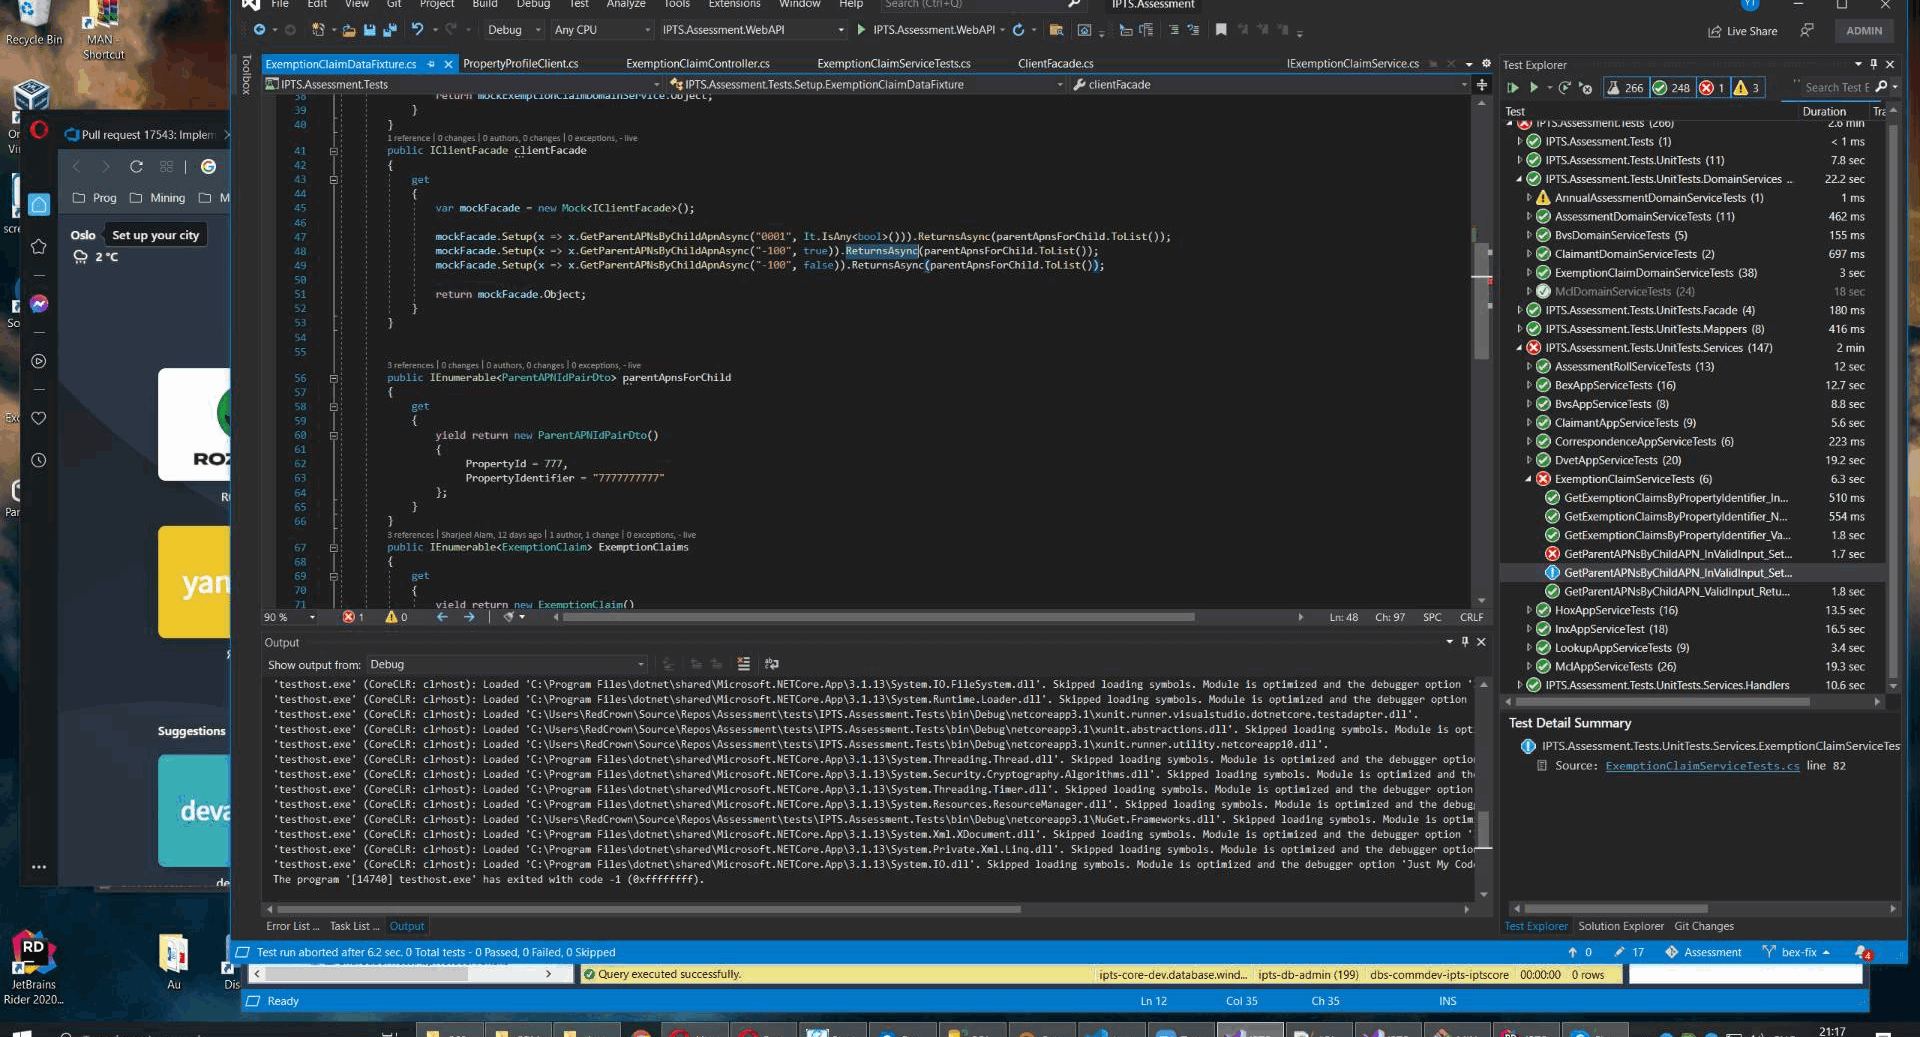 Recycle Bin
MAN - Shortcut
File Edit View Git Project Build Debug Test Analyze Tools Extensions Window Help Search (Ctrl+Q) IPTS.Assessment YT
Debug Any CPU IPTS.Assessment.WebAPI IPTS.Assessment.WebAPI Live Share ADMIN
Toolbox
ExemptionClaimDataFixture.cs PropertyProfileClient.cs ExemptionClaimController.cs ExemptionClaimServiceTests.cs ClientFacade.cs IExemptionClaimService.cs
IPTS.Assessment.Tests IPTS.Assessment.Tests.Setup.ExemptionClaimDataFixture clientFacade
38 return mockExemptionClaimDomainService.Object;
39 }
40 }
1 reference | 0 changes | 0 authors, 0 changes | 0 exceptions, - live
41 public IClientFacade clientFacade
42 {
43 get
44 {
45 var mockFacade = new Mock<IClientFacade>();
46
47 mockFacade.Setup(x => x.GetParentAPNsByChildApnAsync("0001", It.IsAny<bool>())).ReturnsAsync(parentApnsForChild.ToList());
48 mockFacade.Setup(x => x.GetParentAPNsByChildApnAsync("-100", true)).ReturnsAsync(parentApnsForChild.ToList());
49 mockFacade.Setup(x => x.GetParentAPNsByChildApnAsync("-100", false)).ReturnsAsync(parentApnsForChild.ToList());
50
51 return mockFacade.Object;
52 }
53 }
54
55
3 references | 0 changes | 0 authors, 0 changes | 0 exceptions, - live
56 public IEnumerable<ParentAPNIdPairDto> parentApnsForChild
57 {
58 get
59 {
60 yield return new ParentAPNIdPairDto()
61 {
62 PropertyId = 777,
63 PropertyIdentifier = "7777777777"
64 };
65 }
66 }
3 references | Sharjeel Alam, 12 days ago | 1 author, 1 change | 0 exceptions, - live
67 public IEnumerable<ExemptionClaim> ExemptionClaims
68 {
69 get
70 {
71 yield return new ExemptionClaim()
90 % 1 0 Ln: 48 Ch: 97 SPC CRLF
Output
Show output from: Debug
'testhost.exe' (CoreCLR: clrhost): Loaded 'C:\Program Files\dotnet\shared\Microsoft.NETCore.App\3.1.13\System.IO.FileSystem.dll'. Skipped loading symbols. Module is optimized and the debugger option '
'testhost.exe' (CoreCLR: clrhost): Loaded 'C:\Program Files\dotnet\shared\Microsoft.NETCore.App\3.1.13\System.Runtime.Loader.dll'. Skipped loading symbols. Module is optimized and the debugger option
'testhost.exe' (CoreCLR: clrhost): Loaded 'C:\Users\RedCrown\Source\Repos\Assessment\tests\IPTS.Assessment.Tests\bin\Debug\netcoreapp3.1\xunit.runner.visualstudio.dotnetcore.testadapter.dll'.
'testhost.exe' (CoreCLR: clrhost): Loaded 'C:\Users\RedCrown\Source\Repos\Assessment\tests\IPTS.Assessment.Tests\bin\Debug\netcoreapp3.1\xunit.abstractions.dll'. Skipped loading symbols. Module is opt
'testhost.exe' (CoreCLR: clrhost): Loaded 'C:\Users\RedCrown\Source\Repos\Assessment\tests\IPTS.Assessment.Tests\bin\Debug\netcoreapp3.1\xunit.runner.utility.netcoreapp10.dll'.
'testhost.exe' (CoreCLR: clrhost): Loaded 'C:\Program Files\dotnet\shared\Microsoft.NETCore.App\3.1.13\System.Threading.Thread.dll'. Skipped loading symbols. Module is optimized and the debugger optio
'testhost.exe' (CoreCLR: clrhost): Loaded 'C:\Program Files\dotnet\shared\Microsoft.NETCore.App\3.1.13\System.Security.Cryptography.Algorithms.dll'. Skipped loading symbols. Module is optimized and th
'testhost.exe' (CoreCLR: clrhost): Loaded 'C:\Program Files\dotnet\shared\Microsoft.NETCore.App\3.1.13\System.Threading.Timer.dll'. Skipped loading symbols. Module is optimized and the debugger option
'testhost.exe' (CoreCLR: clrhost): Loaded 'C:\Program Files\dotnet\shared\Microsoft.NETCore.App\3.1.13\System.Resources.ResourceManager.dll'. Skipped loading symbols. Module is optimized and the debug
'testhost.exe' (CoreCLR: clrhost): Loaded 'C:\Users\RedCrown\Source\Repos\Assessment\tests\IPTS.Assessment.Tests\bin\Debug\netcoreapp3.1\NuGet.Frameworks.dll'. Skipped loading symbols. Module is optim
'testhost.exe' (CoreCLR: clrhost): Loaded 'C:\Program Files\dotnet\shared\Microsoft.NETCore.App\3.1.13\System.Xml.XDocument.dll'. Skipped loading symbols. Module is optimized and the debugger option '
'testhost.exe' (CoreCLR: clrhost): Loaded 'C:\Program Files\dotnet\shared\Microsoft.NETCore.App\3.1.13\System.Private.Xml.Linq.dll'. Skipped loading symbols. Module is optimized and the debugger optio
'testhost.exe' (CoreCLR: clrhost): Loaded 'C:\Program Files\dotnet\shared\Microsoft.NETCore.App\3.1.13\System.IO.dll'. Skipped loading symbols. Module is optimized and the debugger option 'Just My Cod
The program '[14740] testhost.exe' has exited with code -1 (0xffffffff).
Error List ... Task List ... Output
Test run aborted after 6.2 sec. 0 Total tests - 0 Passed, 0 Failed, 0 Skipped 0 17 Assessment bex-fix 4
Test Explorer
266 248 1 3 Search Test E
Test Duration Tra
IPTS.Assessment.Tests (266) 2.6 min
IPTS.Assessment.Tests (1) < 1 ms
IPTS.Assessment.Tests.UnitTests (11) 7.8 sec
IPTS.Assessment.Tests.UnitTests.DomainServices ... 22.2 sec
AnnualAssessmentDomainServiceTests (1) 1 ms
AssessmentDomainServiceTests (11) 462 ms
BvsDomainServiceTests (5) 155 ms
ClaimantDomainServiceTests (2) 697 ms
ExemptionClaimDomainServiceTests (38) 3 sec
MclDomainServiceTests (24) 18 sec
IPTS.Assessment.Tests.UnitTests.Facade (4) 180 ms
IPTS.Assessment.Tests.UnitTests.Mappers (8) 416 ms
IPTS.Assessment.Tests.UnitTests.Services (147) 2 min
AssessmentRollServiceTests (13) 12 sec
BexAppServiceTests (16) 12.7 sec
BvsAppServiceTests (8) 8.8 sec
ClaimantAppServiceTests (9) 5.6 sec
CorrespondenceAppServiceTests (6) 223 ms
DvetAppServiceTests (20) 19.2 sec
ExemptionClaimServiceTests (6) 6.3 sec
GetExemptionClaimsByPropertyIdentifier_In... 510 ms
GetExemptionClaimsByPropertyIdentifier_N... 554 ms
GetExemptionClaimsByPropertyIdentifier_Va... 1.8 sec
GetParentAPNsByChildAPN_InValidInput_Set... 1.7 sec
GetParentAPNsByChildAPN_InValidInput_Set...
GetParentAPNsByChildAPN_ValidInput_Retu... 1.8 sec
HoxAppServiceTests (16) 13.5 sec
InxAppServiceTest (18) 16.5 sec
LookupAppServiceTests (9) 3.4 sec
MclAppServiceTests (26) 19.3 sec
IPTS.Assessment.Tests.UnitTests.Services.Handlers 10.6 sec
Test Detail Summary
IPTS.Assessment.Tests.UnitTests.Services.ExemptionClaimServiceTes
Source: ExemptionClaimServiceTests.cs line 82
Test Explorer Solution Explorer Git Changes
Pull request 17543: Implem
Prog Mining M
Oslo Set up your city
2 °C
ROZ
yan
Suggestions
deva
de
JetBrains Rider 2020...
Au
Dis
Query executed successfully. ipts-core-dev.database.wind... ipts-db-admin (199) dbs-commdev-ipts-iptscore 00:00:00 0 rows
Ready Ln 12 Col 35 Ch 35 INS
21:17